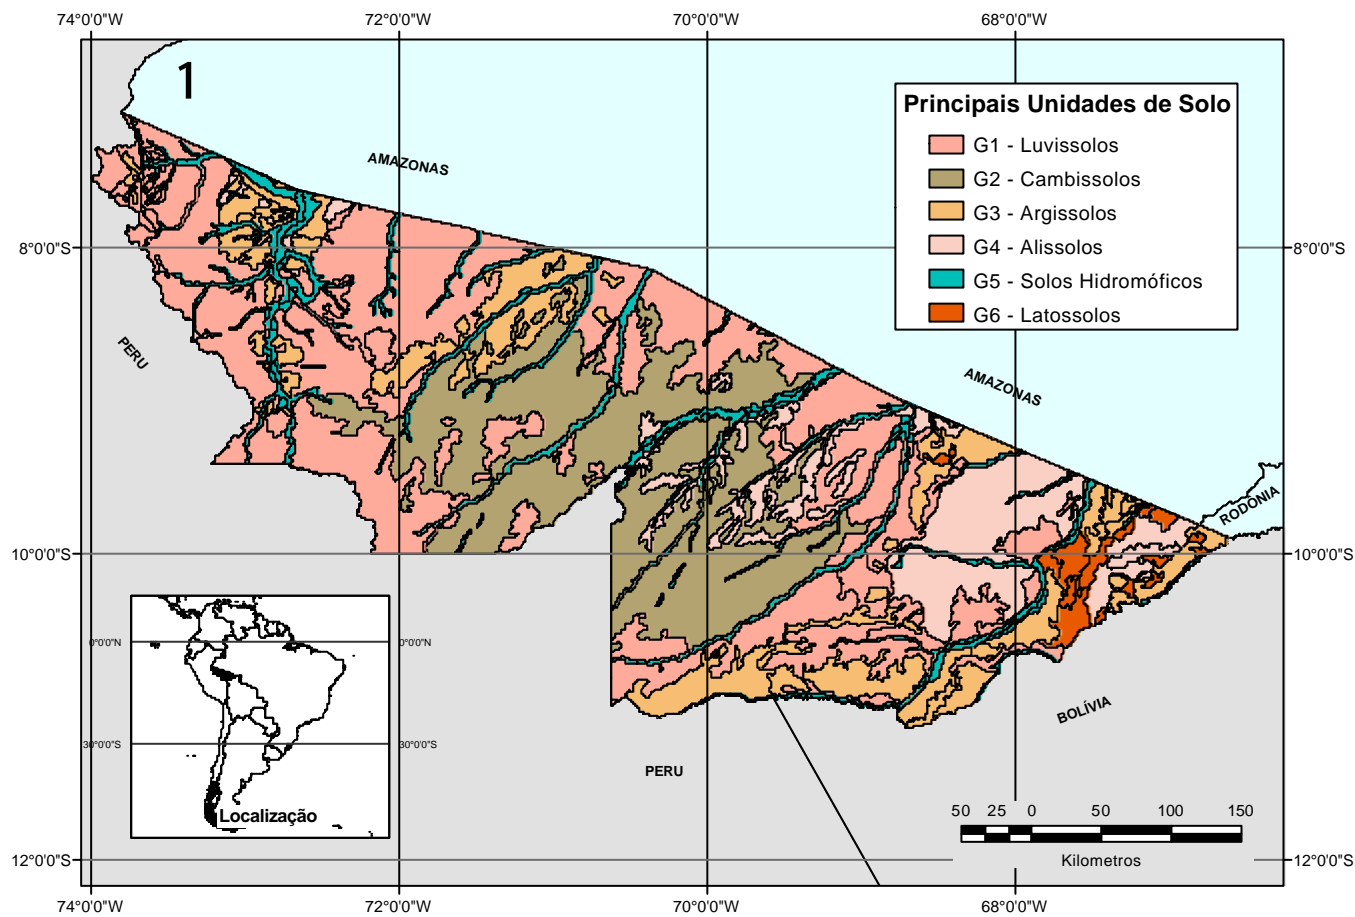 74°0'0"W 72°0'0"W 70°0'0"W 68°0'0"W
1
Principais Unidades de Solo
G1 - Luvissolos
G2 - Cambissolos
G3 - Argissolos
G4 - Alissolos
G5 - Solos Hidromóficos
G6 - Latossolos
AMAZONAS
8°0'0"S 8°0'0"S
PERU
AMAZONAS
RODÔNIA
10°0'0"S 10°0'0"S
0°0'0"N 0°0'0"N
30°0'0"S 30°0'0"S
Localização
BOLÍVIA
PERU
50 25 0 50 100 150
Kilometros
12°0'0"S 12°0'0"S
74°0'0"W 72°0'0"W 70°0'0"W 68°0'0"W